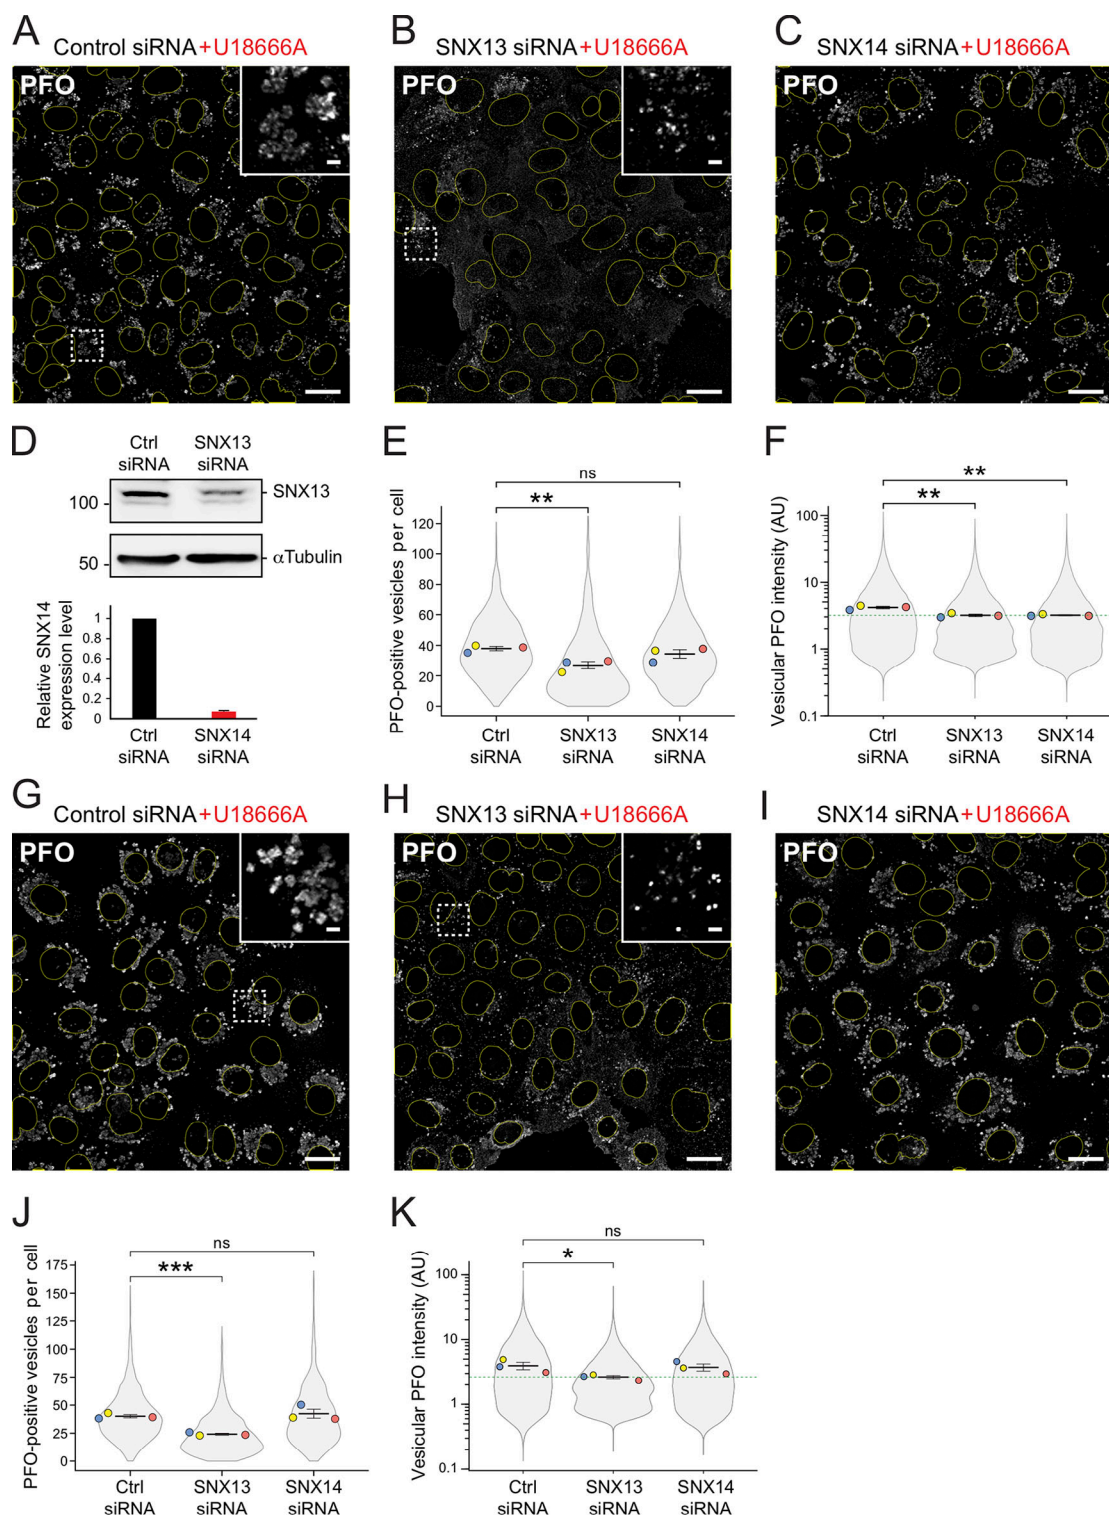 A
Control siRNA+U18666A
PFO
B
SNX13 siRNA+U18666A
PFO
C
SNX14 siRNA+U18666A
PFO
D
Ctrl
siRNA
SNX13
siRNA
100
SNX13
50
αTubulin
Relative SNX14
expression level
1
0.8
0.6
0.4
0.2
0
Ctrl
siRNA
SNX14
siRNA
E
ns
**
PFO-positive vesicles per cell
120
100
80
60
40
20
0
Ctrl
siRNA
SNX13
siRNA
SNX14
siRNA
F
**
**
Vesicular PFO intensity (AU)
100
10
1
0.1
Ctrl
siRNA
SNX13
siRNA
SNX14
siRNA
G
Control siRNA+U18666A
PFO
H
SNX13 siRNA+U18666A
PFO
I
SNX14 siRNA+U18666A
PFO
J
ns
***
PFO-positive vesicles per cell
175
150
125
100
75
50
25
0
Ctrl
siRNA
SNX13
siRNA
SNX14
siRNA
K
ns
*
Vesicular PFO intensity (AU)
100
10
1
0.1
Ctrl
siRNA
SNX13
siRNA
SNX14
siRNA